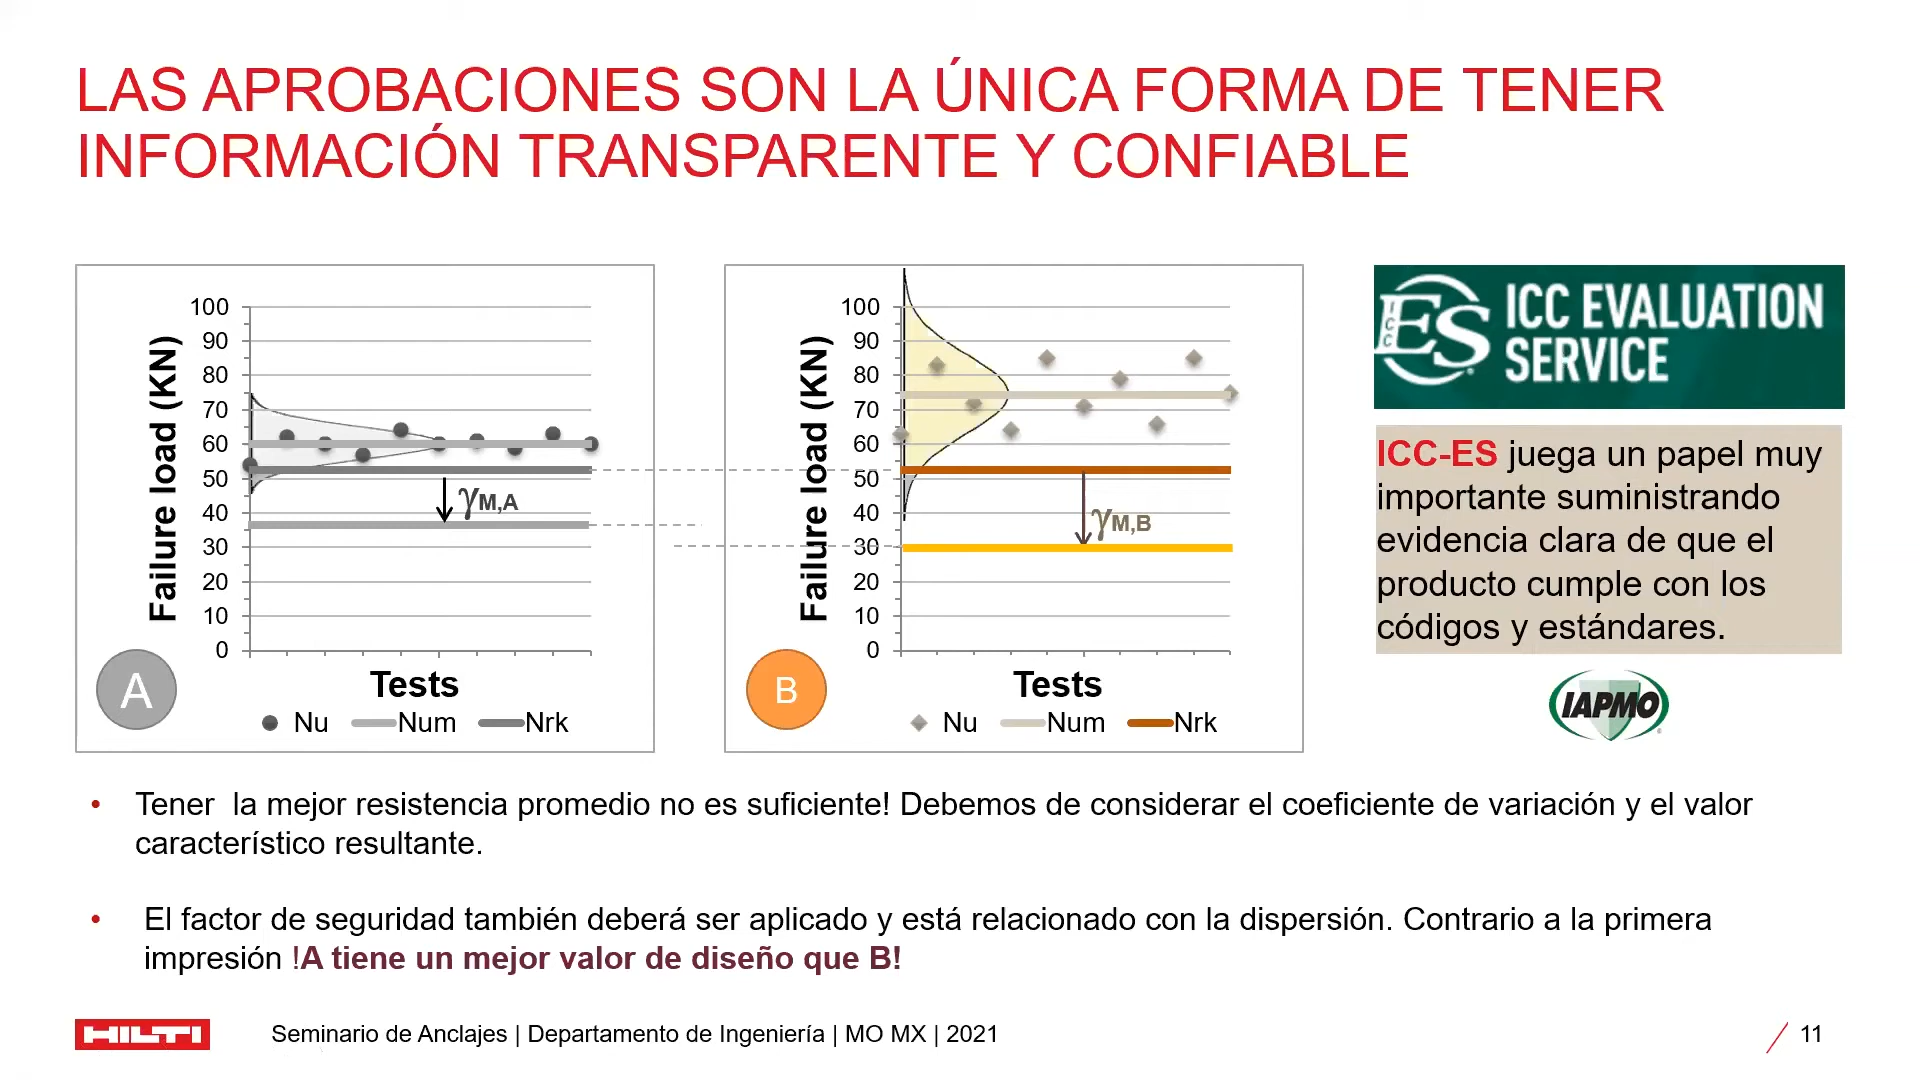 LAS APROBACIONES SON LA ÚNICA FORMA DE TENER
INFORMACIÓN TRANSPARENTE Y CONFIABLE
Failure load (KN)
100
90
80
70
60
50
40
30
20
10
0
γM,A
A
Tests
Nu Num Nrk
Failure load (KN)
100
90
80
70
60
50
40
30
20
10
0
γM,B
B
Tests
Nu Num Nrk
ICC ES ICC EVALUATION
SERVICE
ICC-ES juega un papel muy
importante suministrando
evidencia clara de que el
producto cumple con los
códigos y estándares.
IAPMO
• Tener la mejor resistencia promedio no es suficiente! Debemos de considerar el coeficiente de variación y el valor
característico resultante.
• El factor de seguridad también deberá ser aplicado y está relacionado con la dispersión. Contrario a la primera
impresión !A tiene un mejor valor de diseño que B!
HILTI
Seminario de Anclajes | Departamento de Ingeniería | MO MX | 2021
11